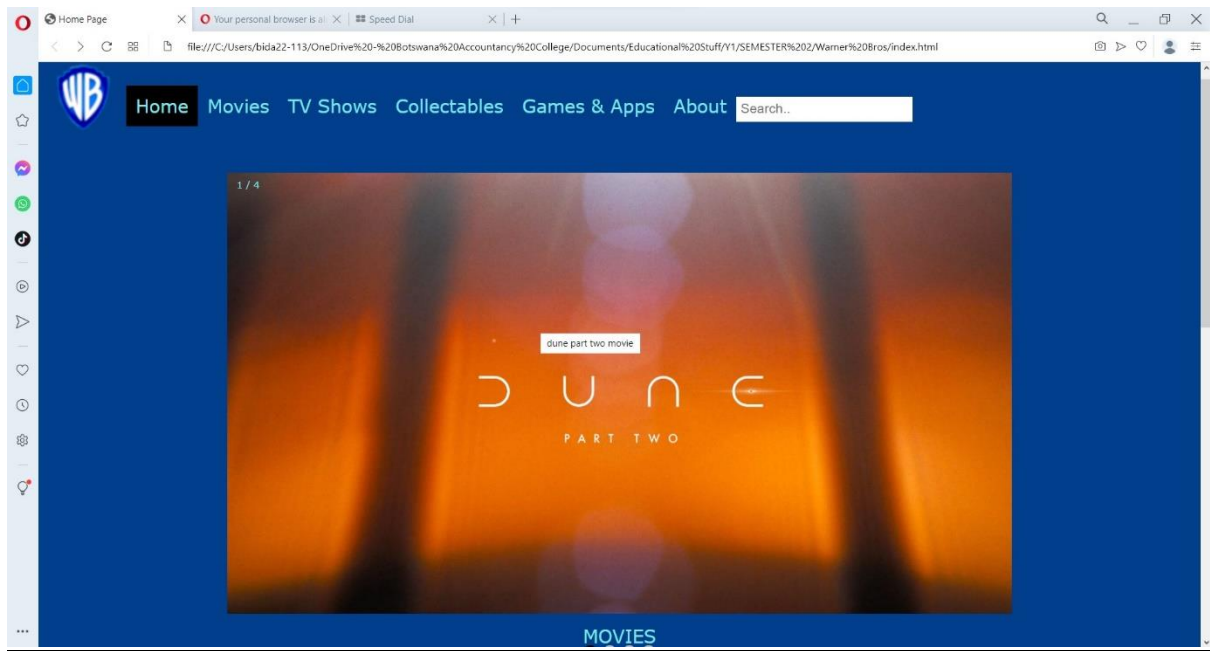 Home Page
Your personal browser is al
Speed Dial
file:///C:/Users/bida22-113/OneDrive%20-%20Botswana%20Accountancy%20College/Documents/Educational%20Stuff/Y1/SEMESTER%202/Warner%20Bros/index.html
WB
Home Movies TV Shows Collectables Games & Apps About Search..
1 / 4
dune part two movie
DUNE
PART TWO
MOVIES